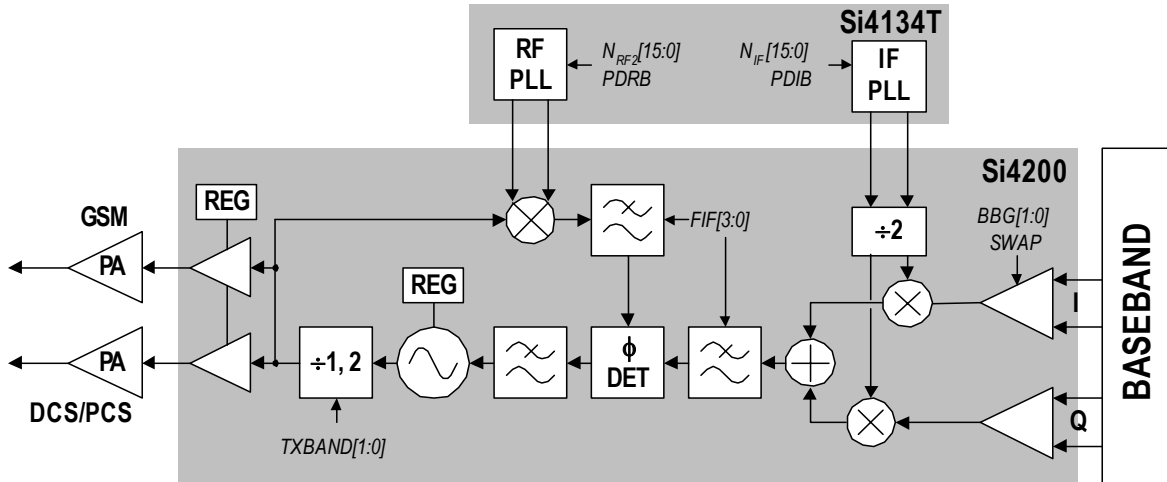 Si4134T
RF
PLL
N_RF2[15:0]
PDRB
N_IF[15:0]
PDIB
IF
PLL
Si4200
REG
GSM
PA
FIF[3:0]
÷2
BBG[1:0]
SWAP
BASEBAND
I
REG
PA
÷1, 2
ϕ
DET
DCS/PCS
TXBAND[1:0]
Q